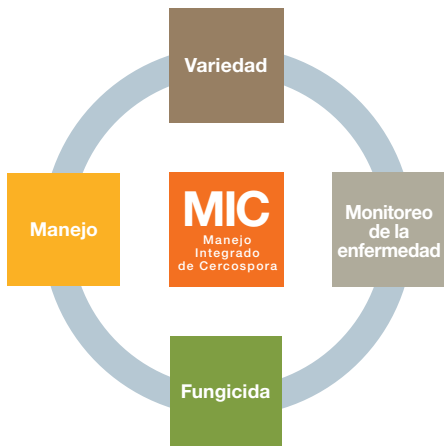 Variedad
Manejo
MIC
Manejo
Integrado
de Cercospora
Monitoreo
de la
enfermedad
Fungicida